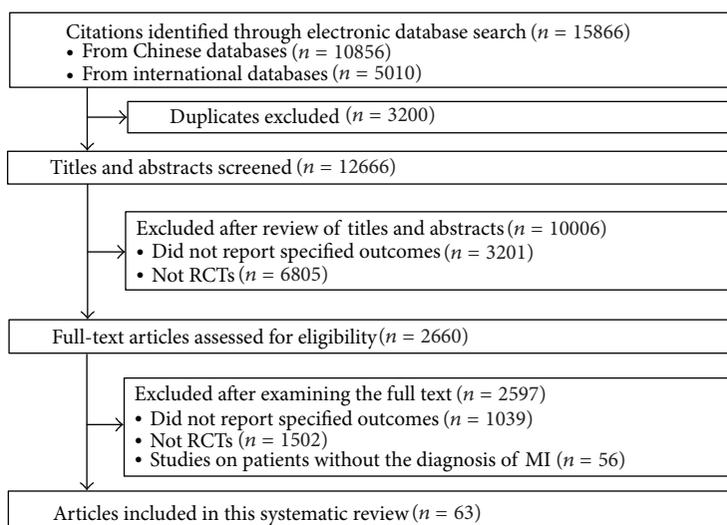 Citations identified through electronic database search (n = 15866)
• From Chinese databases (n = 10856)
• From international databases (n = 5010)
Duplicates excluded (n = 3200)
Titles and abstracts screened (n = 12666)
Excluded after review of titles and abstracts (n = 10006)
• Did not report specified outcomes (n = 3201)
• Not RCTs (n = 6805)
Full-text articles assessed for eligibility (n = 2660)
Excluded after examining the full text (n = 2597)
• Did not report specified outcomes (n = 1039)
• Not RCTs (n = 1502)
• Studies on patients without the diagnosis of MI (n = 56)
Articles included in this systematic review (n = 63)